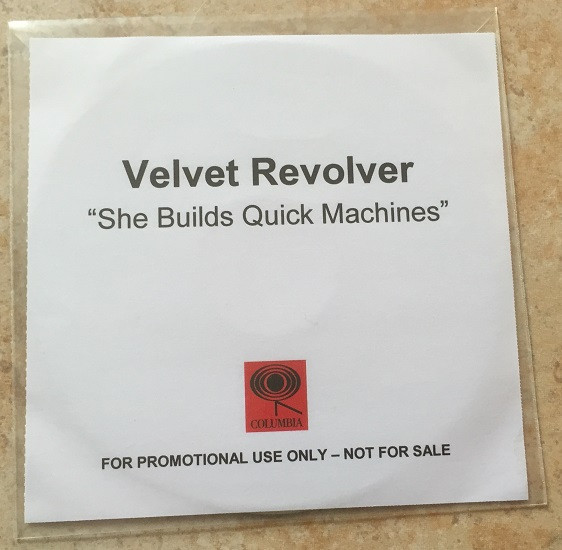 Velvet Revolver
“She Builds Quick Machines”
COLUMBIA
FOR PROMOTIONAL USE ONLY – NOT FOR SALE